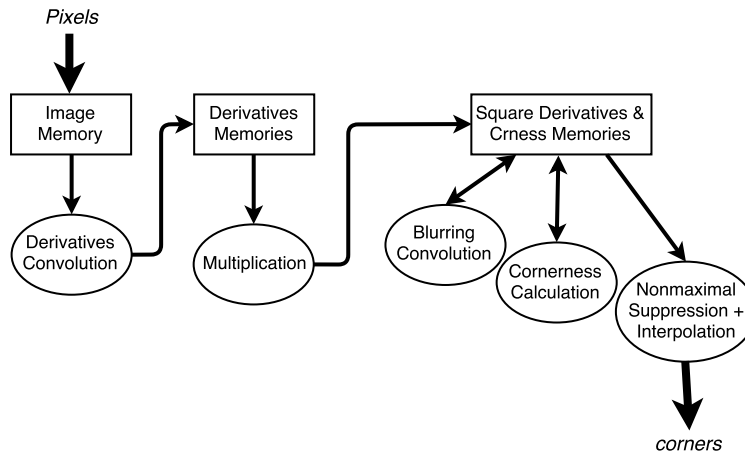 Pixels
Image
Memory
Derivatives
Memories
Square Derivatives &
Crness Memories
Derivatives
Convolution
Multiplication
Blurring
Convolution
Cornerness
Calculation
Nonmaximal
Suppression +
Interpolation
corners